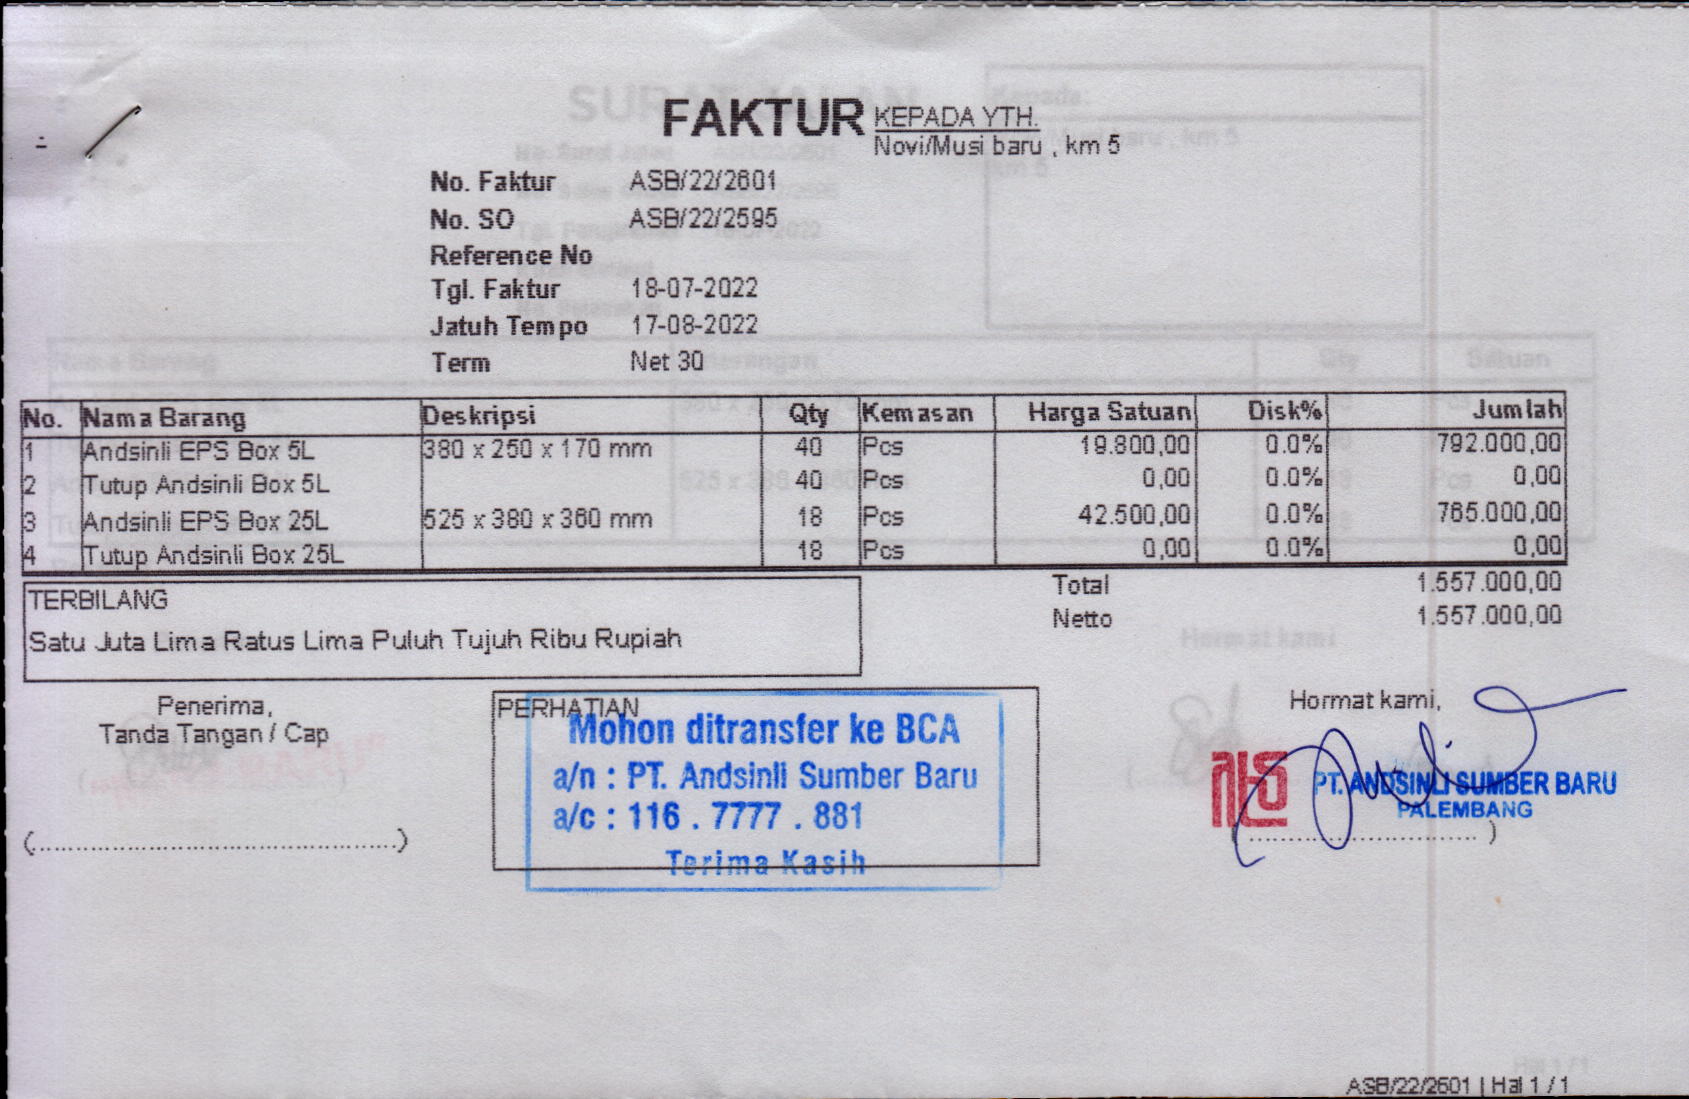 FAKTUR
KEPADA YTH.
Novi/Musi baru , km 5
No. Faktur ASB/22/2601
No. SO ASB/22/2595
Reference No
Tgl. Faktur 18-07-2022
Jatuh Tempo 17-08-2022
Term Net 30
No. Nama Barang Deskripsi Qty Kemasan Harga Satuan Disk% Jumlah
1 Andsinli EPS Box 5L 380 x 250 x 170 mm 40 Pcs 19.800,00 0.0% 792.000,00
2 Tutup Andsinli Box 5L 40 Pcs 0,00 0.0% 0,00
3 Andsinli EPS Box 25L 525 x 380 x 360 mm 18 Pcs 42.500,00 0.0% 765.000,00
4 Tutup Andsinli Box 25L 18 Pcs 0,00 0.0% 0,00
Total 1.557.000,00
Netto 1.557.000,00
TERBILANG
Satu Juta Lima Ratus Lima Puluh Tujuh Ribu Rupiah
Penerima,
Tanda Tangan / Cap
(................................................)
PERHATIAN
Mohon ditransfer ke BCA
a/n : PT. Andsinli Sumber Baru
a/c : 116 . 7777 . 881
Terima Kasih
Hormat kami,
PT. ANDSINLI SUMBER BARU
PALEMBANG
(................................)
ASB/22/2601 | Hal 1 / 1